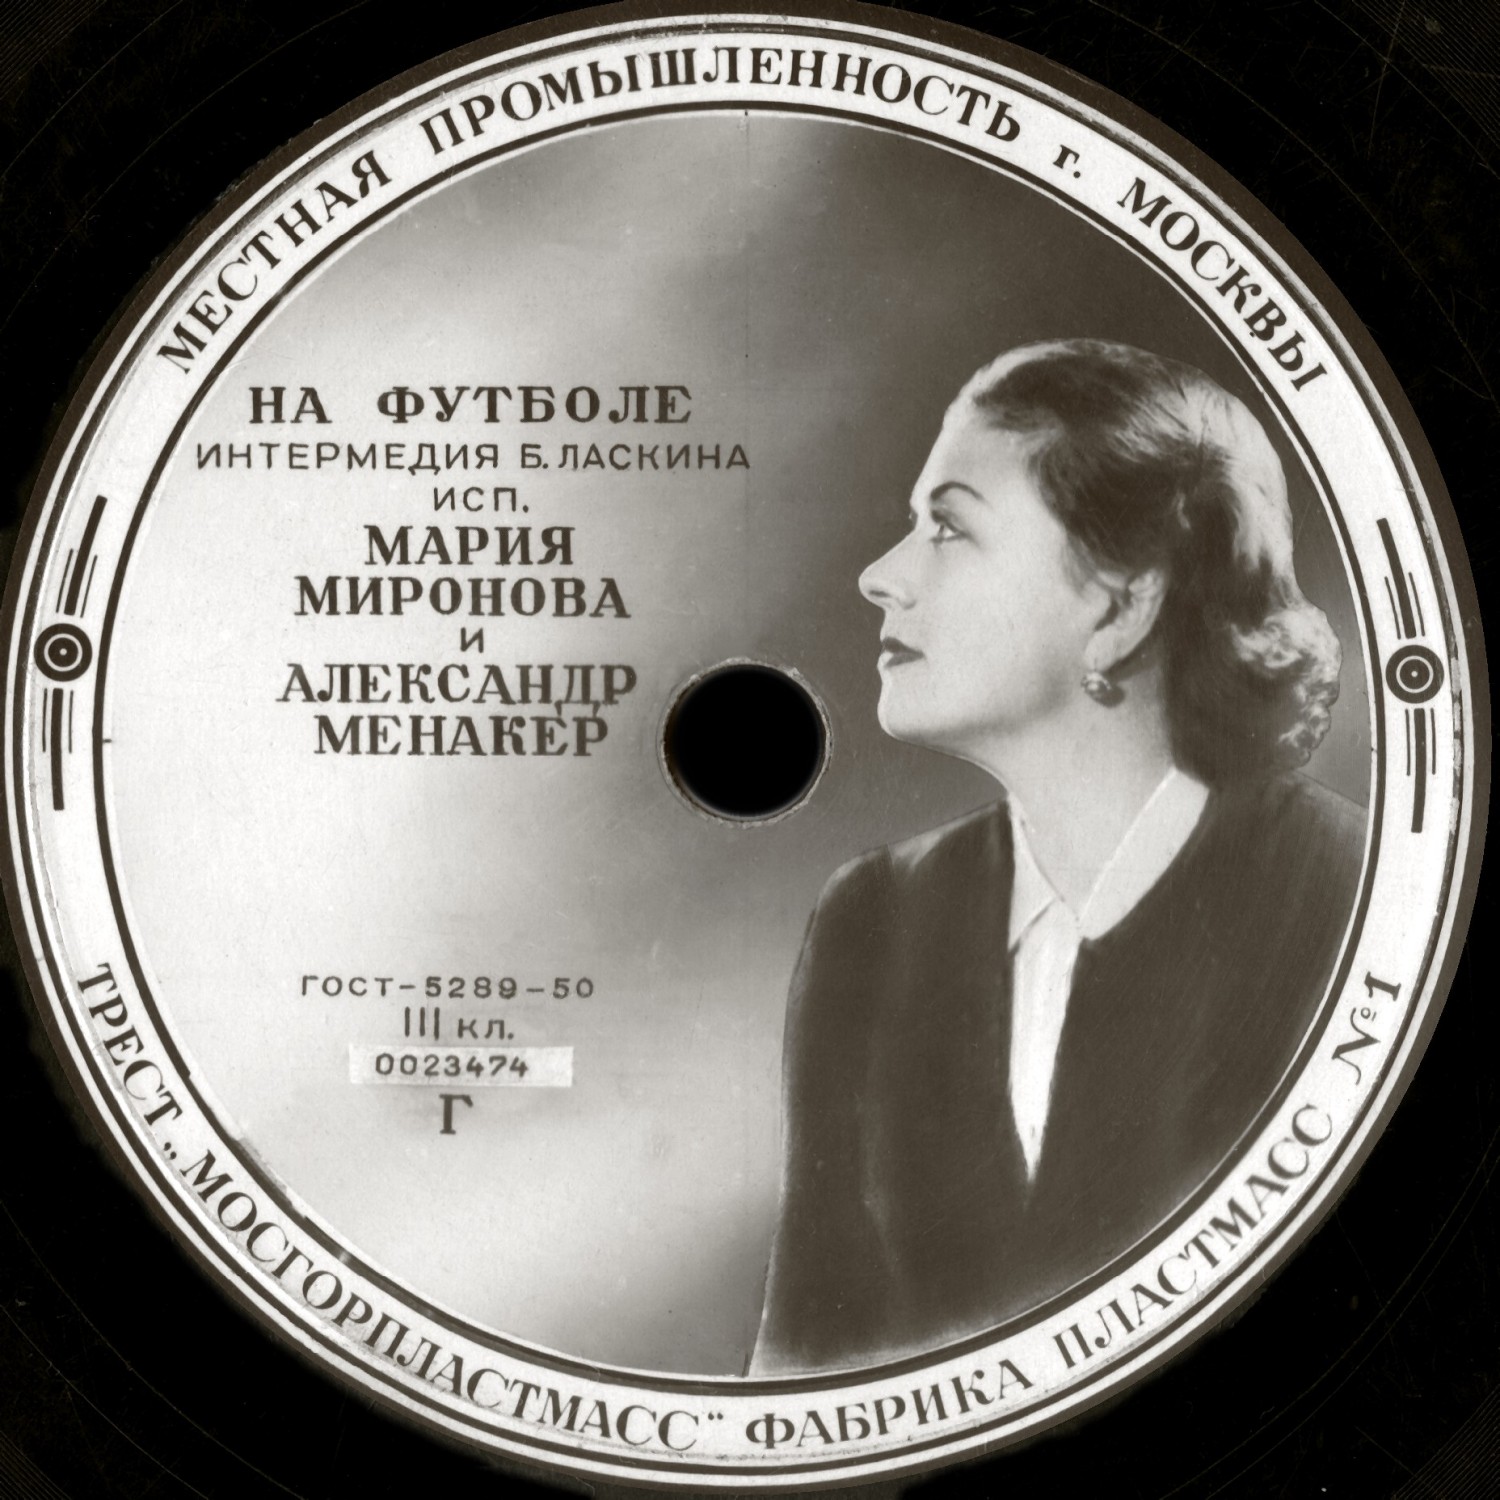 МЕСТНАЯ ПРОМЫШЛЕННОСТЬ г. МОСКВЫ
НА ФУТБОЛЕ
ИНТЕРМЕДИЯ Б. ЛАСКИНА
ИСП.
МАРИЯ
МИРОНОВА
И
АЛЕКСАНДР
МЕНАКЕР
ГОСТ-5289-50
III КЛ.
0023474
Г
ТРЕСТ „МОСГОРПЛАСТМАСС“ ФАБРИКА ПЛАСТМАСС №1